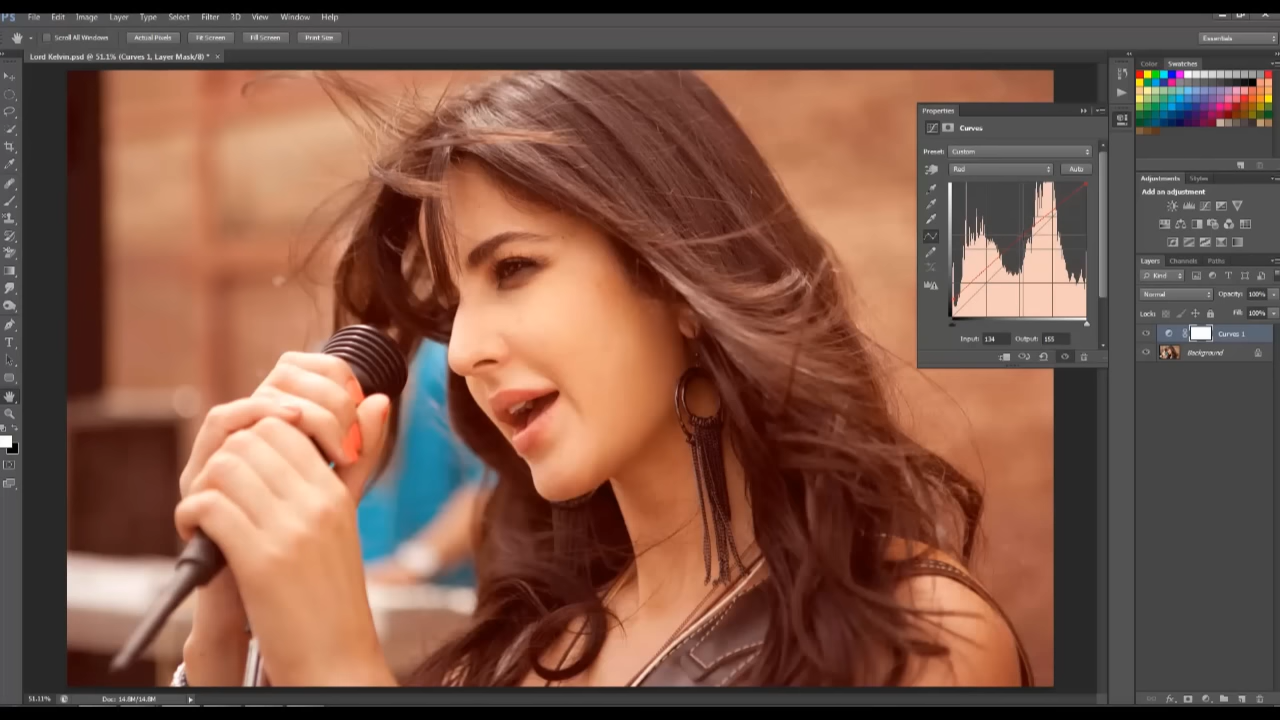 Ps File Edit Image Layer Type Select Filter 3D View Window Help
Scroll All Windows Actual Pixels Fit Screen Fill Screen Print Size Essentials
Lord Kelvin.psd @ 51.1% (Curves 1, Layer Mask/8) * ×
Color Swatches
Properties
Curves
Preset: Custom
Red Auto
Input: 134 Output: 155
Adjustments Styles
Add an adjustment
Layers Channels Paths
Kind
Normal Opacity: 100%
Lock: Fill: 100%
Curves 1
Background
51.11% Doc: 14.8M/14.8M